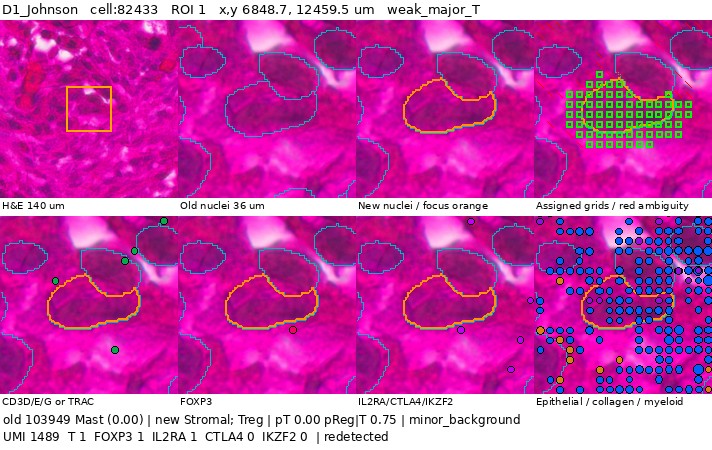 D1_Johnson   cell:82433   ROI 1   x,y 6848.7, 12459.5 um   weak_major_T
H&E 140 um
Old nuclei 36 um
New nuclei / focus orange
Assigned grids / red ambiguity
CD3D/E/G or TRAC
FOXP3
IL2RA/CTLA4/IKZF2
Epithelial / collagen / myeloid
old 103949 Mast (0.00) | new Stromal; Treg | pT 0.00 pReg|T 0.75 | minor_background
UMI 1489  T 1  FOXP3 1  IL2RA 1  CTLA4 0  IKZF2 0  | redetected